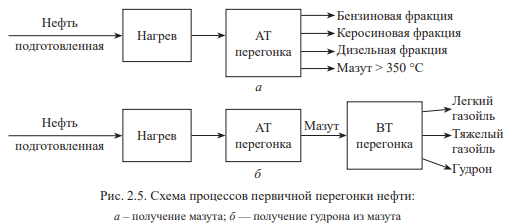 Нефть
подготовленная
Нагрев
АТ
перегонка
Бензиновая фракция
Керосиновая фракция
Дизельная фракция
Мазут > 350 °C
а
Нефть
подготовленная
Нагрев
АТ
перегонка
Мазут
ВТ
перегонка
Легкий
газойль
Тяжелый
газойль
Гудрон
б
Рис. 2.5. Схема процессов первичной перегонки нефти:
а – получение мазута; б — получение гудрона из мазута